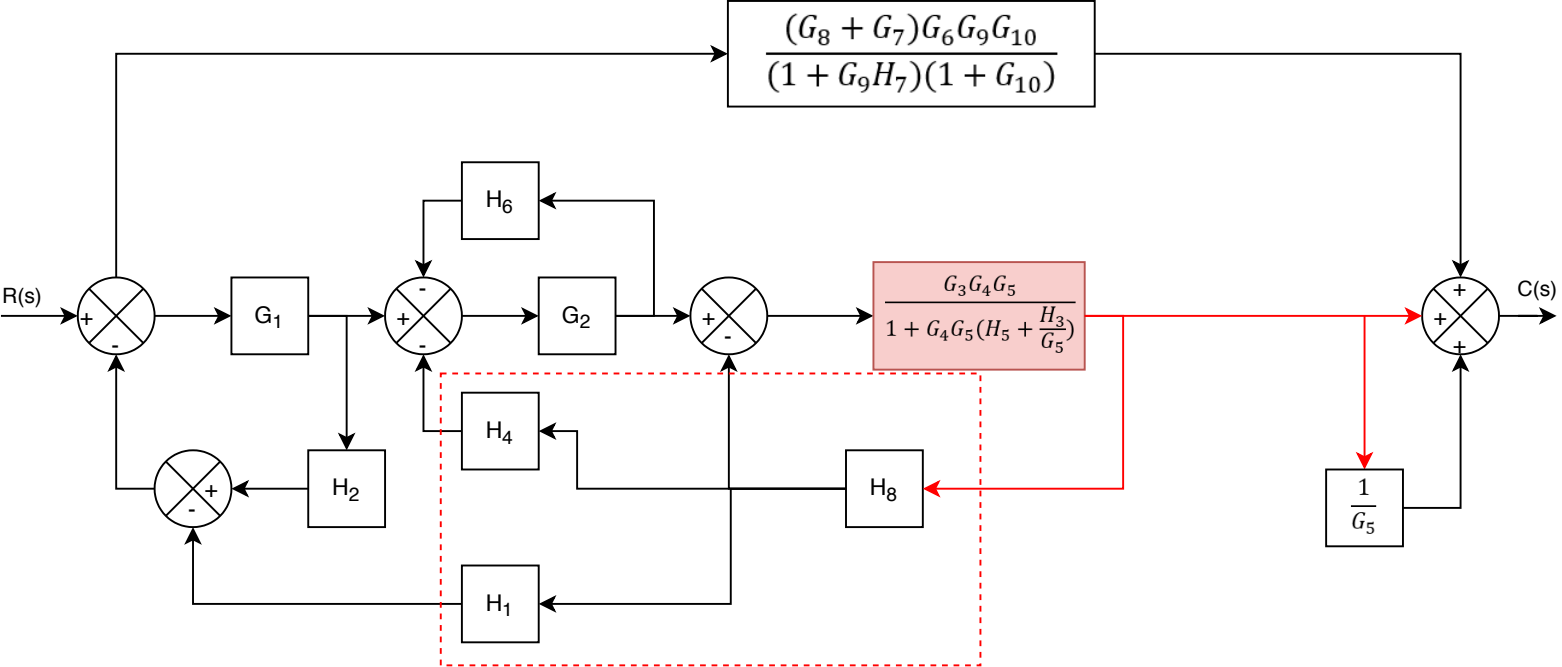 (G₈ + G₇)G₆G₉G₁₀
(1 + G₉H₇)(1 + G₁₀)
H₆
R(s)
+
-
G₁
-
+
-
G₂
+
-
G₃G₄G₅
1 + G₄G₅(H₅ + H₃/G₅)
+
+
+
C(s)
H₄
H₂
+
-
H₈
1
G₅
H₁